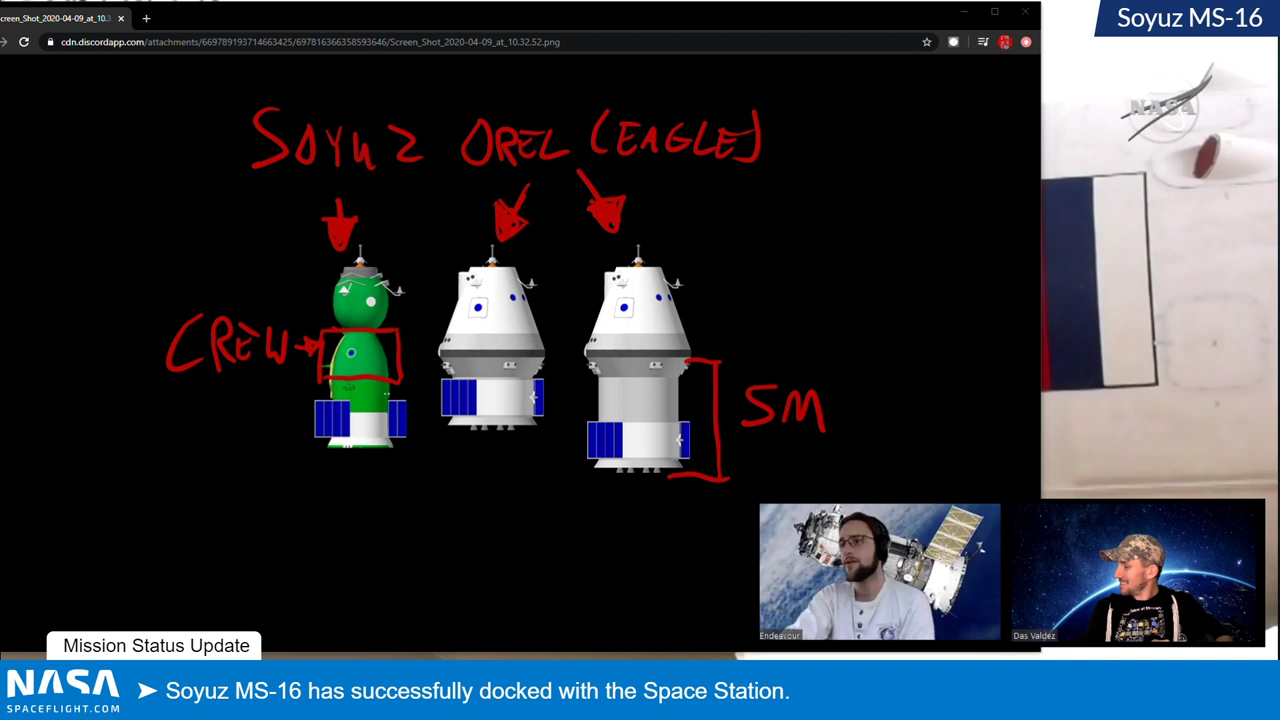 creen_Shot_2020-04-09_at_10.3
Soyuz MS-16
cdn.discordapp.com/attachments/669789193714663425/697816366358593646/Screen_Shot_2020-04-09_at_10.32.52.png
NASA
SOYUZ OREL (EAGLE)
CREW
SM
Endeavour
Das Valdez
Mission Status Update
NASA
SPACEFLIGHT.COM
Soyuz MS-16 has successfully docked with the Space Station.